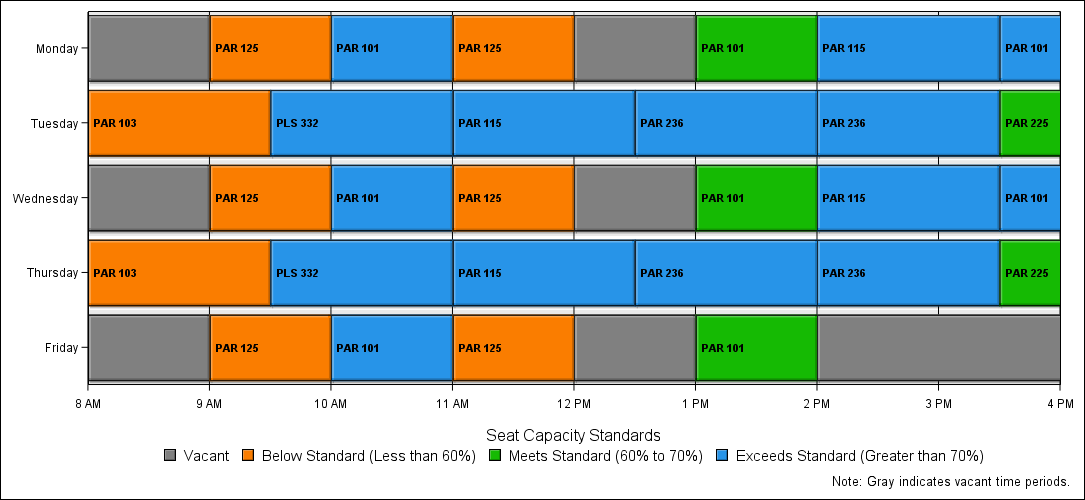 Monday PAR 125 PAR 101 PAR 125 PAR 101 PAR 115 PAR 101
Tuesday PAR 103 PLS 332 PAR 115 PAR 236 PAR 236 PAR 225
Wednesday PAR 125 PAR 101 PAR 125 PAR 101 PAR 115 PAR 101
Thursday PAR 103 PLS 332 PAR 115 PAR 236 PAR 236 PAR 225
Friday PAR 125 PAR 101 PAR 125 PAR 101
8 AM 9 AM 10 AM 11 AM 12 PM 1 PM 2 PM 3 PM 4 PM
Seat Capacity Standards
Vacant Below Standard (Less than 60%) Meets Standard (60% to 70%) Exceeds Standard (Greater than 70%)
Note: Gray indicates vacant time periods.